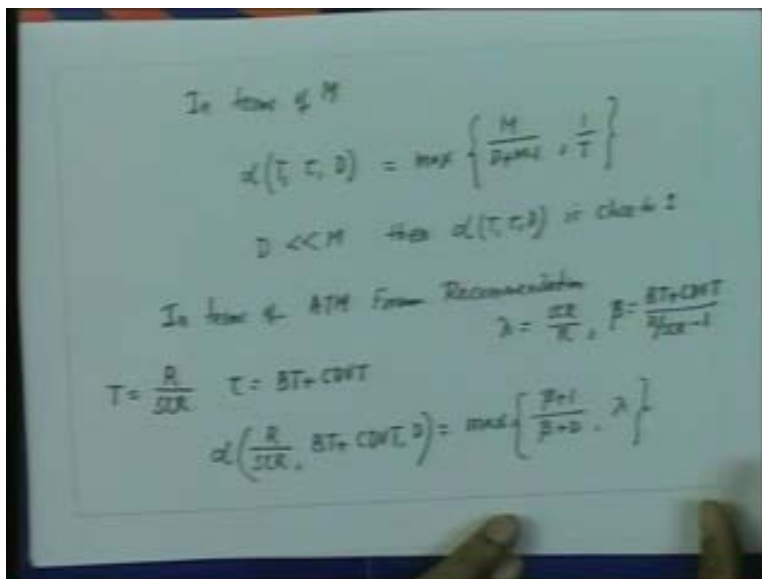 In terms of M
α(T, τ, D) = max { M/(D+M-1) , 1/T }
D << M then α(T,τ,D) is close to 1
In terms of ATM Forum Recommendation
λ = SCR/R , β = (BT+CDVT)/(R/SCR-1)
T = R/SCR τ = BT+CDVT
α(R/SCR, BT+CDVT, D) = max { (β+1)/(β+D) , λ }